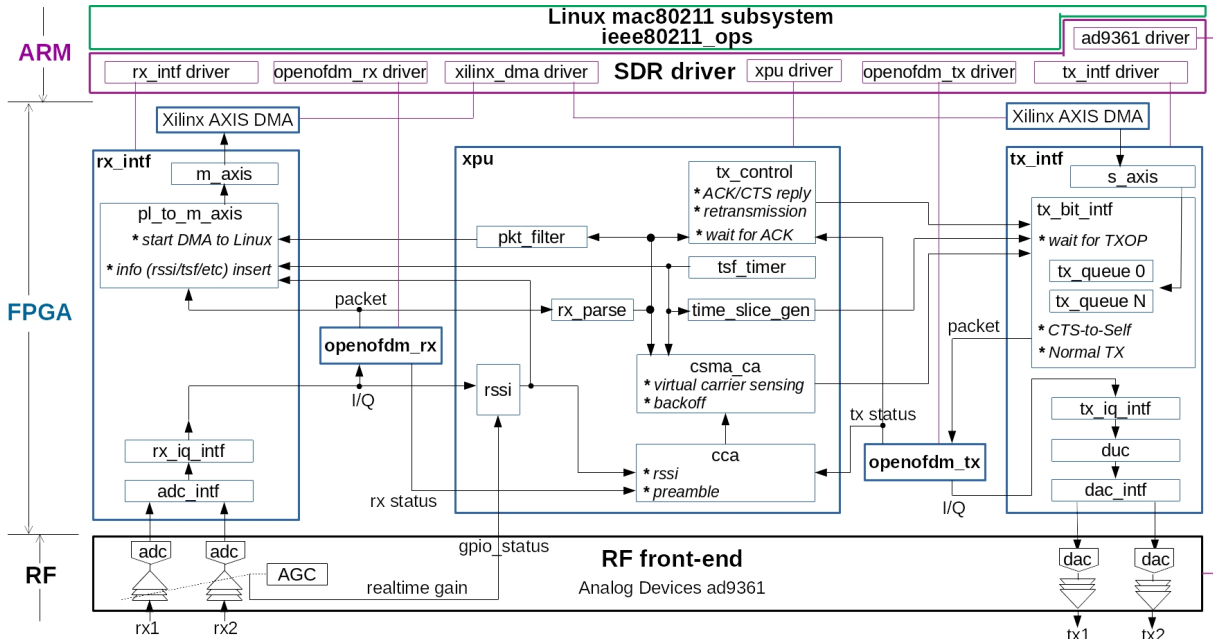 Linux mac80211 subsystem
ieee80211_ops
ARM
ad9361 driver
rx_intf driver
openofdm_rx driver
xilinx_dma driver
SDR driver
xpu driver
openofdm_tx driver
tx_intf driver
Xilinx AXIS DMA
Xilinx AXIS DMA
rx_intf
m_axis
pl_to_m_axis
* start DMA to Linux
* info (rssi/tsf/etc) insert
xpu
tx_control
* ACK/CTS reply
* retransmission
* wait for ACK
pkt_filter
tsf_timer
rx_parse
time_slice_gen
csma_ca
* virtual carrier sensing
* backoff
rssi
cca
* rssi
* preamble
tx_intf
s_axis
tx_bit_intf
* wait for TXOP
tx_queue 0
tx_queue N
* CTS-to-Self
* Normal TX
FPGA
packet
openofdm_rx
I/Q
rx_iq_intf
adc_intf
rx status
gpio_status
tx status
packet
openofdm_tx
I/Q
tx_iq_intf
duc
dac_intf
RF
adc
adc
AGC
realtime gain
RF front-end
Analog Devices ad9361
dac
dac
rx1
rx2
tx1
tx2